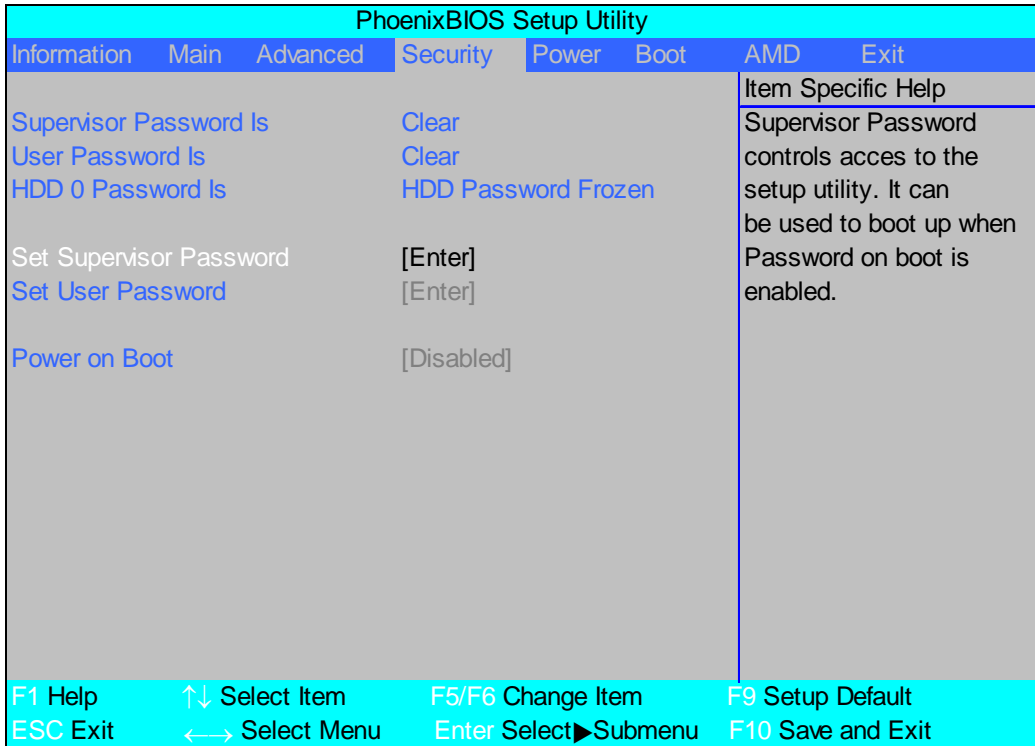 PhoenixBIOS Setup Utility
Information Main Advanced Security Power Boot AMD Exit
Item Specific Help
Supervisor Password Is Clear
User Password Is Clear
HDD 0 Password Is HDD Password Frozen
Set Supervisor Password [Enter]
Set User Password [Enter]
Power on Boot [Disabled]
Supervisor Password
controls acces to the
setup utility. It can
be used to boot up when
Password on boot is
enabled.
F1 Help ↑↓ Select Item F5/F6 Change Item F9 Setup Default
ESC Exit ←→ Select Menu Enter Select▶Submenu F10 Save and Exit